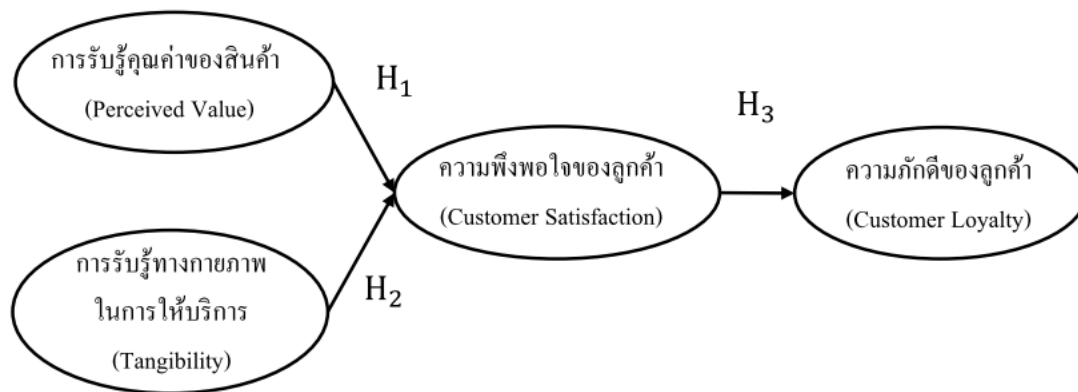 การรับรู้คุณค่าของสินค้า
(Perceived Value)
H₁
H₃
ความพึงพอใจของลูกค้า
(Customer Satisfaction)
ความภักดีของลูกค้า
(Customer Loyalty)
การรับรู้ทางกายภาพ
ในการให้บริการ
(Tangibility)
H₂